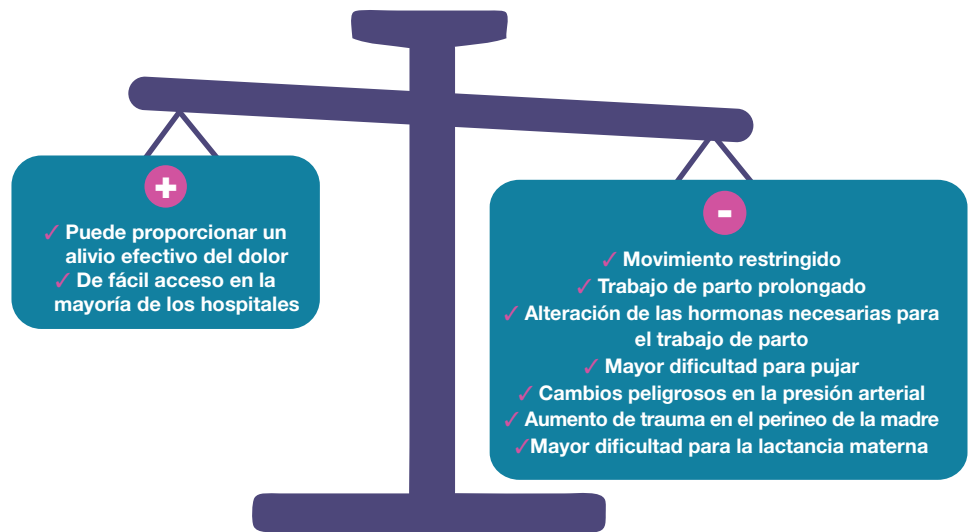 +
✓ Puede proporcionar un
alivio efectivo del dolor
✓ De fácil acceso en la
mayoría de los hospitales
-
✓ Movimiento restringido
✓ Trabajo de parto prolongado
✓ Alteración de las hormonas necesarias para
el trabajo de parto
✓ Mayor dificultad para pujar
✓ Cambios peligrosos en la presión arterial
✓ Aumento de trauma en el perineo de la madre
✓ Mayor dificultad para la lactancia materna